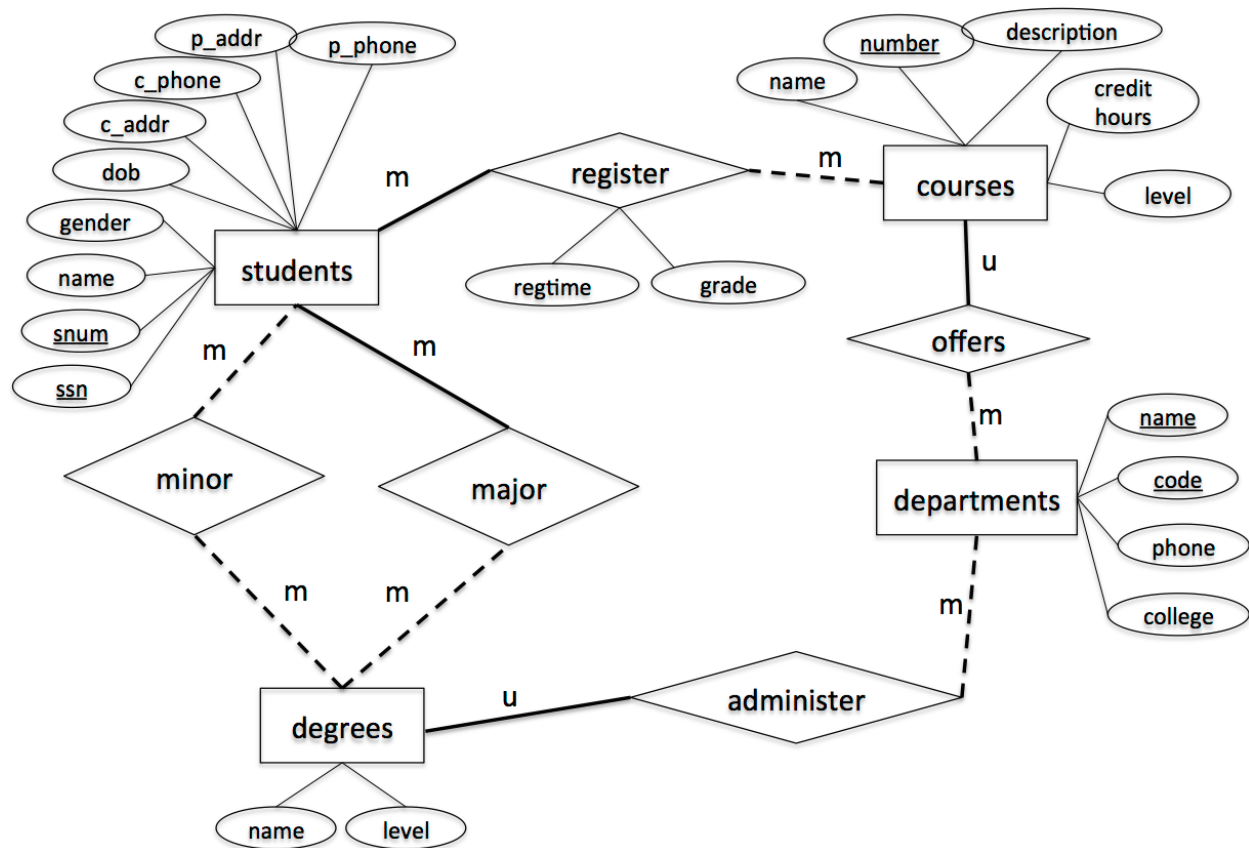 p_addr
p_phone
c_phone
c_addr
dob
gender
name
snum
ssn
students
m
register
m
regtime
grade
number
description
name
credit
hours
level
courses
u
offers
m
name
code
phone
college
departments
m
m
minor
major
m
m
m
administer
u
degrees
name
level